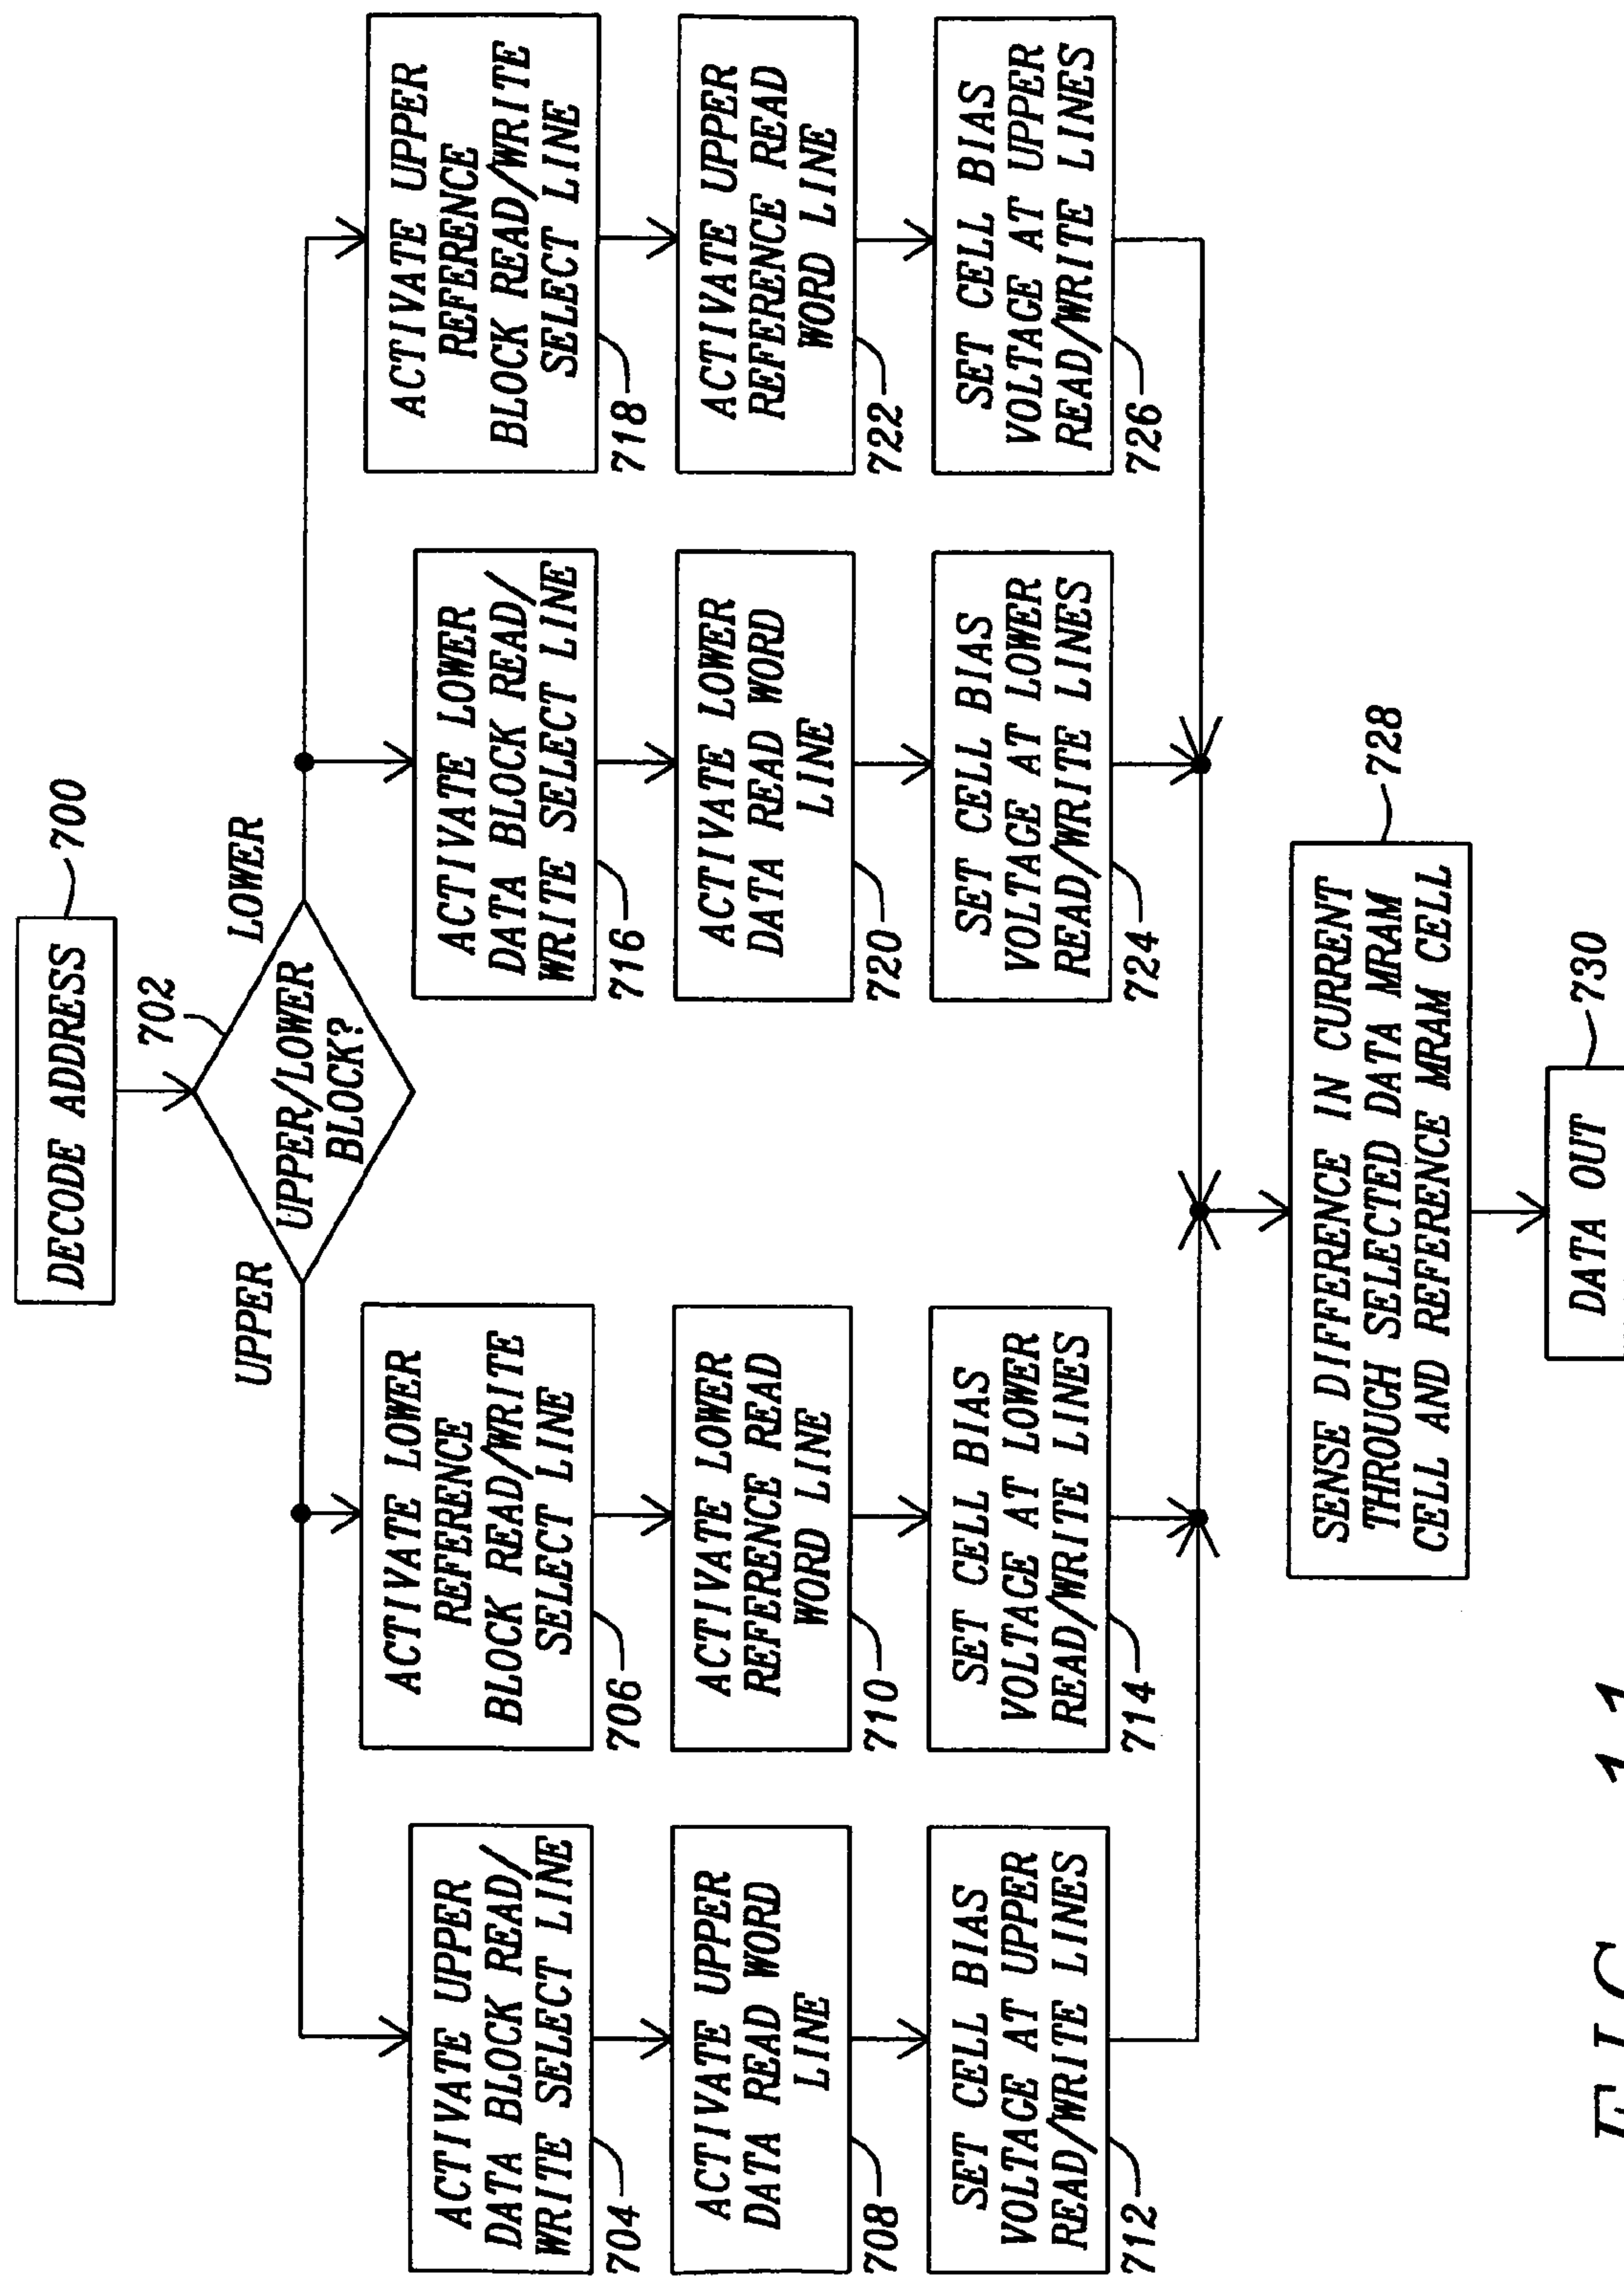 DECODE ADDRESS
700
702
UPPER/LOWER
BLOCK?
UPPER
LOWER
ACTIVATE UPPER
DATA BLOCK READ/
WRITE SELECT LINE
704
ACTIVATE LOWER
REFERENCE
BLOCK READ/WRITE
SELECT LINE
706
ACTIVATE LOWER
DATA BLOCK READ/
WRITE SELECT LINE
716
ACTIVATE UPPER
REFERENCE
BLOCK READ/WRITE
SELECT LINE
718
ACTIVATE UPPER
DATA READ WORD
LINE
708
ACTIVATE LOWER
REFERENCE READ
WORD LINE
710
ACTIVATE LOWER
DATA READ WORD
LINE
720
ACTIVATE UPPER
REFERENCE READ
WORD LINE
722
SET CELL BIAS
VOLTAGE AT UPPER
READ/WRITE LINES
712
SET CELL BIAS
VOLTAGE AT LOWER
READ/WRITE LINES
714
SET CELL BIAS
VOLTAGE AT LOWER
READ/WRITE LINES
724
SET CELL BIAS
VOLTAGE AT UPPER
READ/WRITE LINES
726
SENSE DIFFERENCE IN CURRENT
THROUGH SELECTED DATA MRAM
CELL AND REFERENCE MRAM CELL
728
DATA OUT
730
FIG. 11